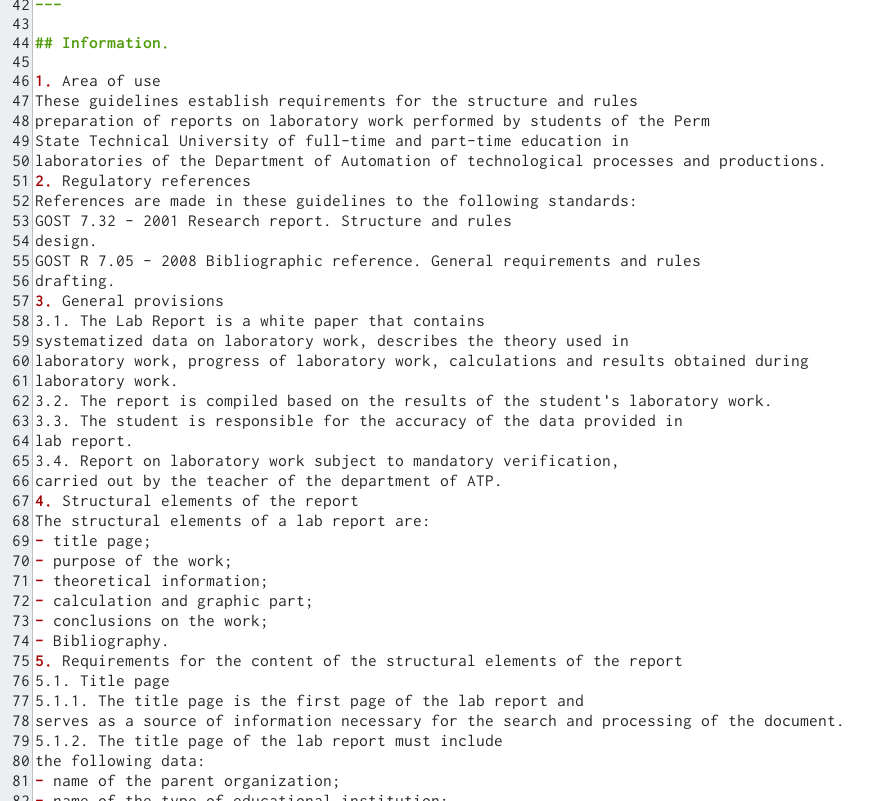 42 ---
43
44 ## Information.
45
46 1. Area of use
47 These guidelines establish requirements for the structure and rules
48 preparation of reports on laboratory work performed by students of the Perm
49 State Technical University of full-time and part-time education in
50 laboratories of the Department of Automation of technological processes and productions.
51 2. Regulatory references
52 References are made in these guidelines to the following standards:
53 GOST 7.32 - 2001 Research report. Structure and rules
54 design.
55 GOST R 7.05 - 2008 Bibliographic reference. General requirements and rules
56 drafting.
57 3. General provisions
58 3.1. The Lab Report is a white paper that contains
59 systematized data on laboratory work, describes the theory used in
60 laboratory work, progress of laboratory work, calculations and results obtained during
61 laboratory work.
62 3.2. The report is compiled based on the results of the student's laboratory work.
63 3.3. The student is responsible for the accuracy of the data provided in
64 lab report.
65 3.4. Report on laboratory work subject to mandatory verification,
66 carried out by the teacher of the department of ATP.
67 4. Structural elements of the report
68 The structural elements of a lab report are:
69 - title page;
70 - purpose of the work;
71 - theoretical information;
72 - calculation and graphic part;
73 - conclusions on the work;
74 - Bibliography.
75 5. Requirements for the content of the structural elements of the report
76 5.1. Title page
77 5.1.1. The title page is the first page of the lab report and
78 serves as a source of information necessary for the search and processing of the document.
79 5.1.2. The title page of the lab report must include
80 the following data:
81 - name of the parent organization;
82 - name of the type of educational institution;